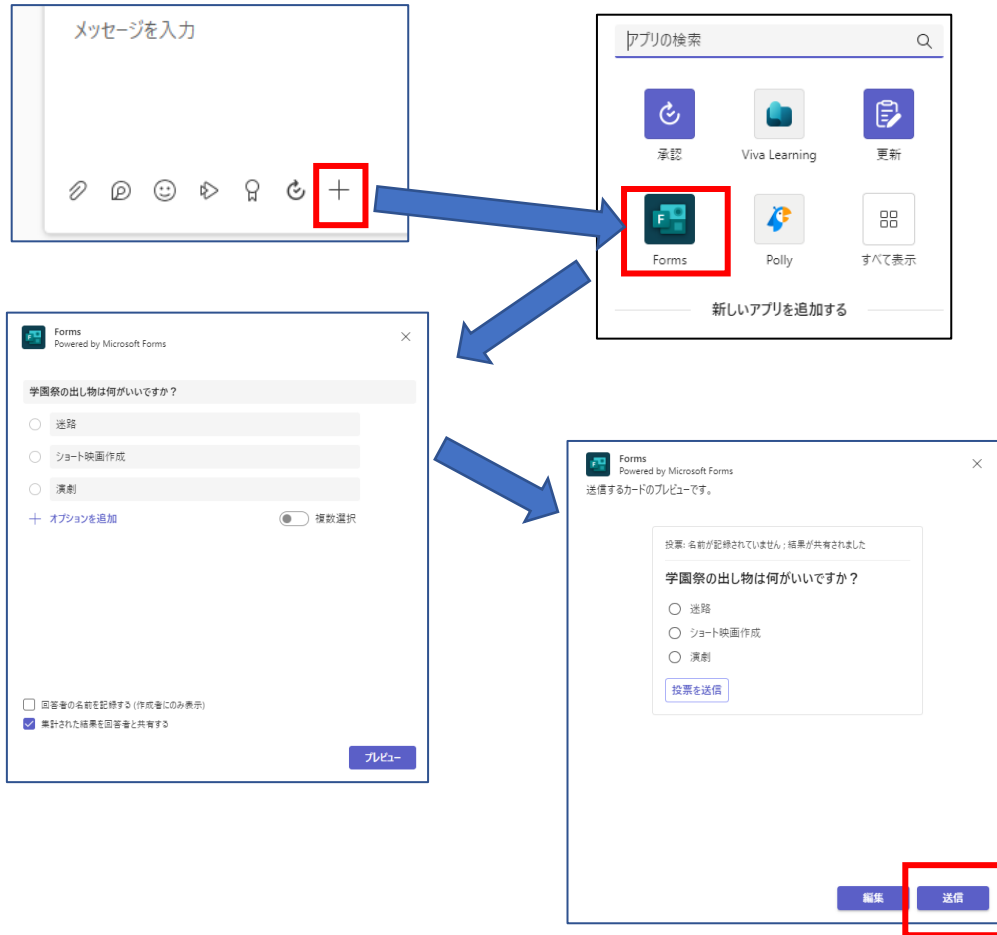 メッセージを入力
アプリの検索
承認
Viva Learning
更新
Forms
Polly
すべて表示
新しいアプリを追加する
Forms
Powered by Microsoft Forms
学園祭の出し物は何がいいですか？
迷路
ショート映画作成
演劇
オプションを追加
複数選択
回答者の名前を記録する (作成者にのみ表示)
集計された結果を回答者と共有する
プレビュー
Forms
Powered by Microsoft Forms
送信するカードのプレビューです。
投票: 名前が記録されていません ; 結果が共有されました
学園祭の出し物は何がいいですか？
迷路
ショート映画作成
演劇
投票を送信
編集
送信